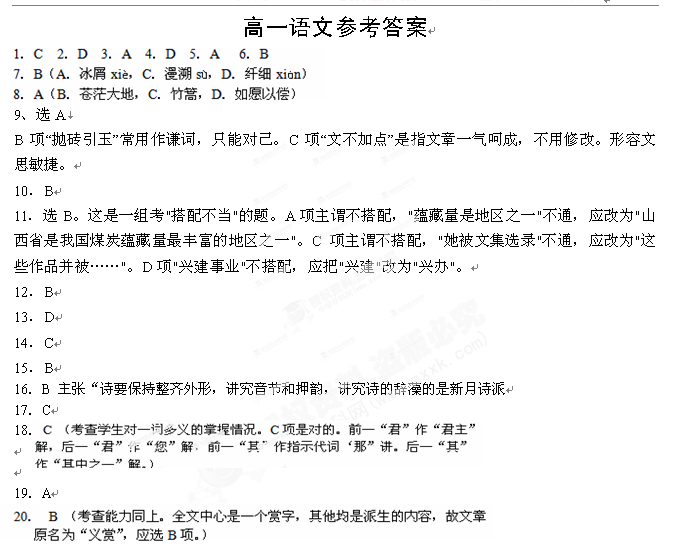 高一语文参考答案
1. C 2. D 3. A 4. D 5. A 6. B
7. B（A. 冰屑 xiè，C. 漫溯 sù，D. 纤细 xiān）
8. A（B. 苍茫大地，C. 竹篙，D. 如愿以偿）
9、选 A
B 项“抛砖引玉”常用作谦词，只能对己。C 项“文不加点”是指文章一气呵成，不用修改。形容文
思敏捷。
10. B
11. 选 B。这是一组考"搭配不当"的题。A 项主谓不搭配，"蕴藏量是地区之一"不通，应改为"山
西省是我国煤炭蕴藏量最丰富的地区之一"。C 项主谓不搭配，"她被文集选录"不通，应改为"这
些作品并被……"。D 项"兴建事业"不搭配，应把"兴建"改为"兴办"。
12. B
13. D
14. C
15. B
16. B 主张“诗要保持整齐外形，讲究音节和押韵，讲究诗的辞藻的是新月诗派
17. C
18. C （考查学生对一词多义的掌握情况。C 项是对的。前一“君”作“君主”
解，后一“君”作“您”解。前一“其”作指示代词‘那’讲。后一“其”
作“其中之一”解。）
19. A
20. B （考查能力同上。全文中心是一个赏字，其他均是派生的内容，故文章
原名为“义赏”，应选 B 项。）